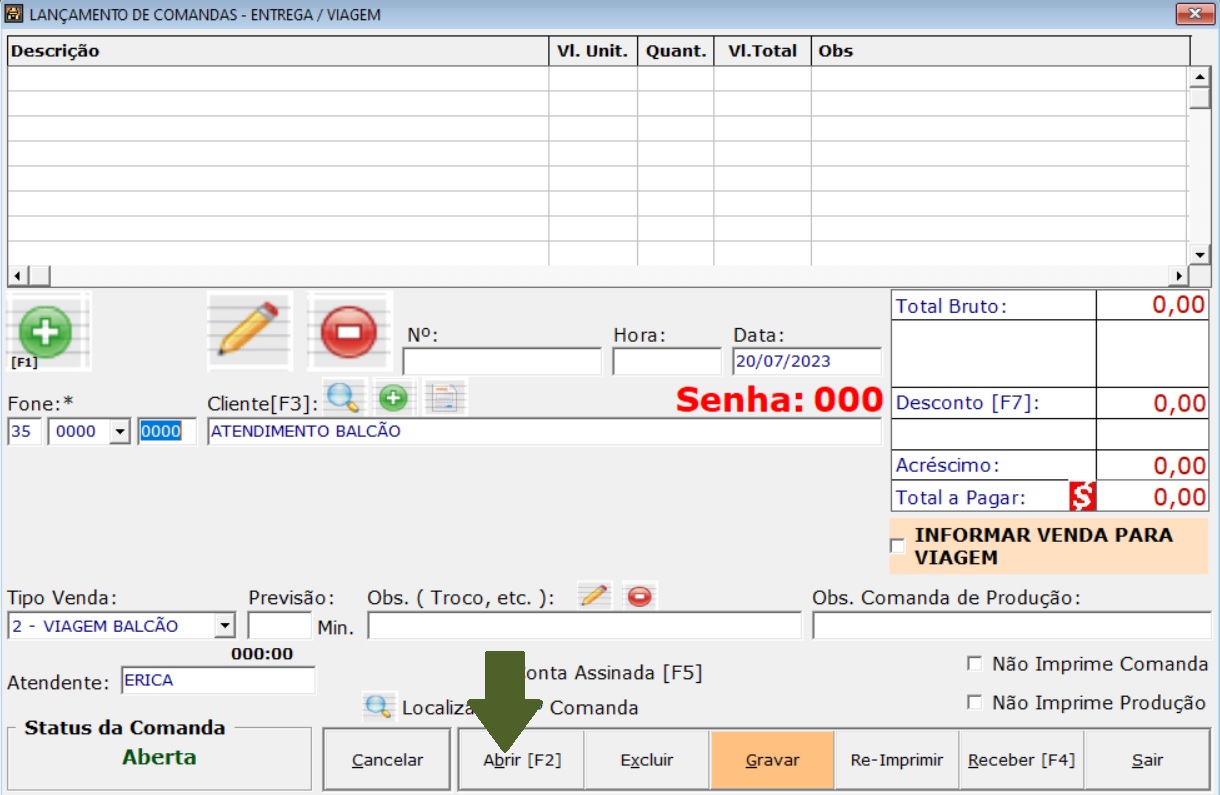 LANÇAMENTO DE COMANDAS - ENTREGA / VIAGEM
Descrição Vl. Unit. Quant. Vl.Total Obs
[F1]
Nº: Hora: Data:
20/07/2023
Total Bruto: 0,00
Fone:* Cliente[F3]: Senha: 000
Desconto [F7]: 0,00
35 0000 0000 ATENDIMENTO BALCÃO
Acréscimo: 0,00
Total a Pagar: $ 0,00
INFORMAR VENDA PARA
VIAGEM
Tipo Venda: Previsão: Obs. ( Troco, etc. ): Obs. Comanda de Produção:
2 - VIAGEM BALCÃO Min.
000:00
Atendente: ERICA
onta Assinada [F5]
Não Imprime Comanda
Localiza Comanda
Não Imprime Produção
Status da Comanda
Aberta
Cancelar Abrir [F2] Excluir Gravar Re-Imprimir Receber [F4] Sair